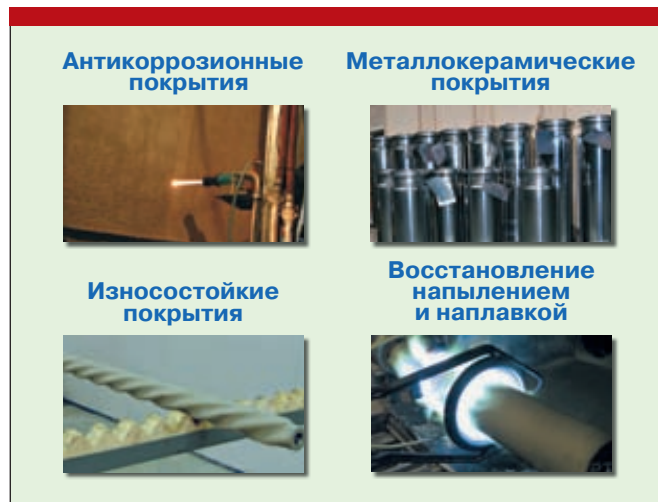 Антикоррозионные
покрытия
Металлокерамические
покрытия
Износостойкие
покрытия
Восстановление
напылением
и наплавкой